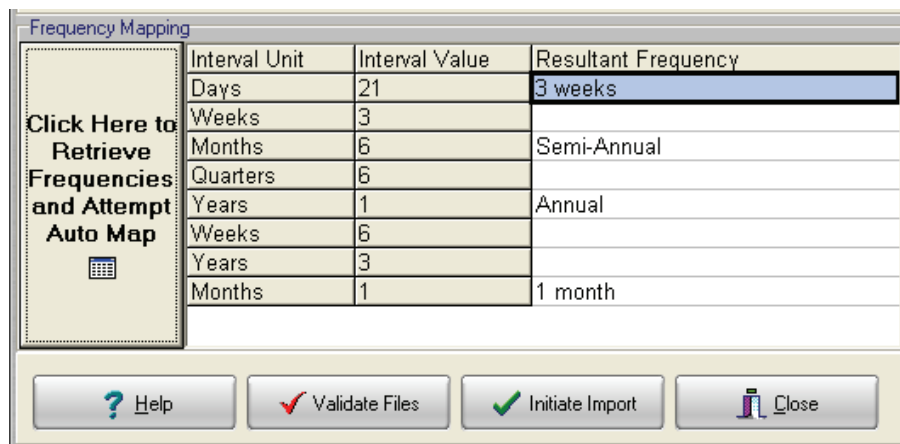 Frequency Mapping
Click Here to
Retrieve
Frequencies
and Attempt
Auto Map
Interval Unit Interval Value Resultant Frequency
Days 21 3 weeks
Weeks 3
Months 6 Semi-Annual
Quarters 6
Years 1 Annual
Weeks 6
Years 3
Months 1 1 month
Help Validate Files Initiate Import Close